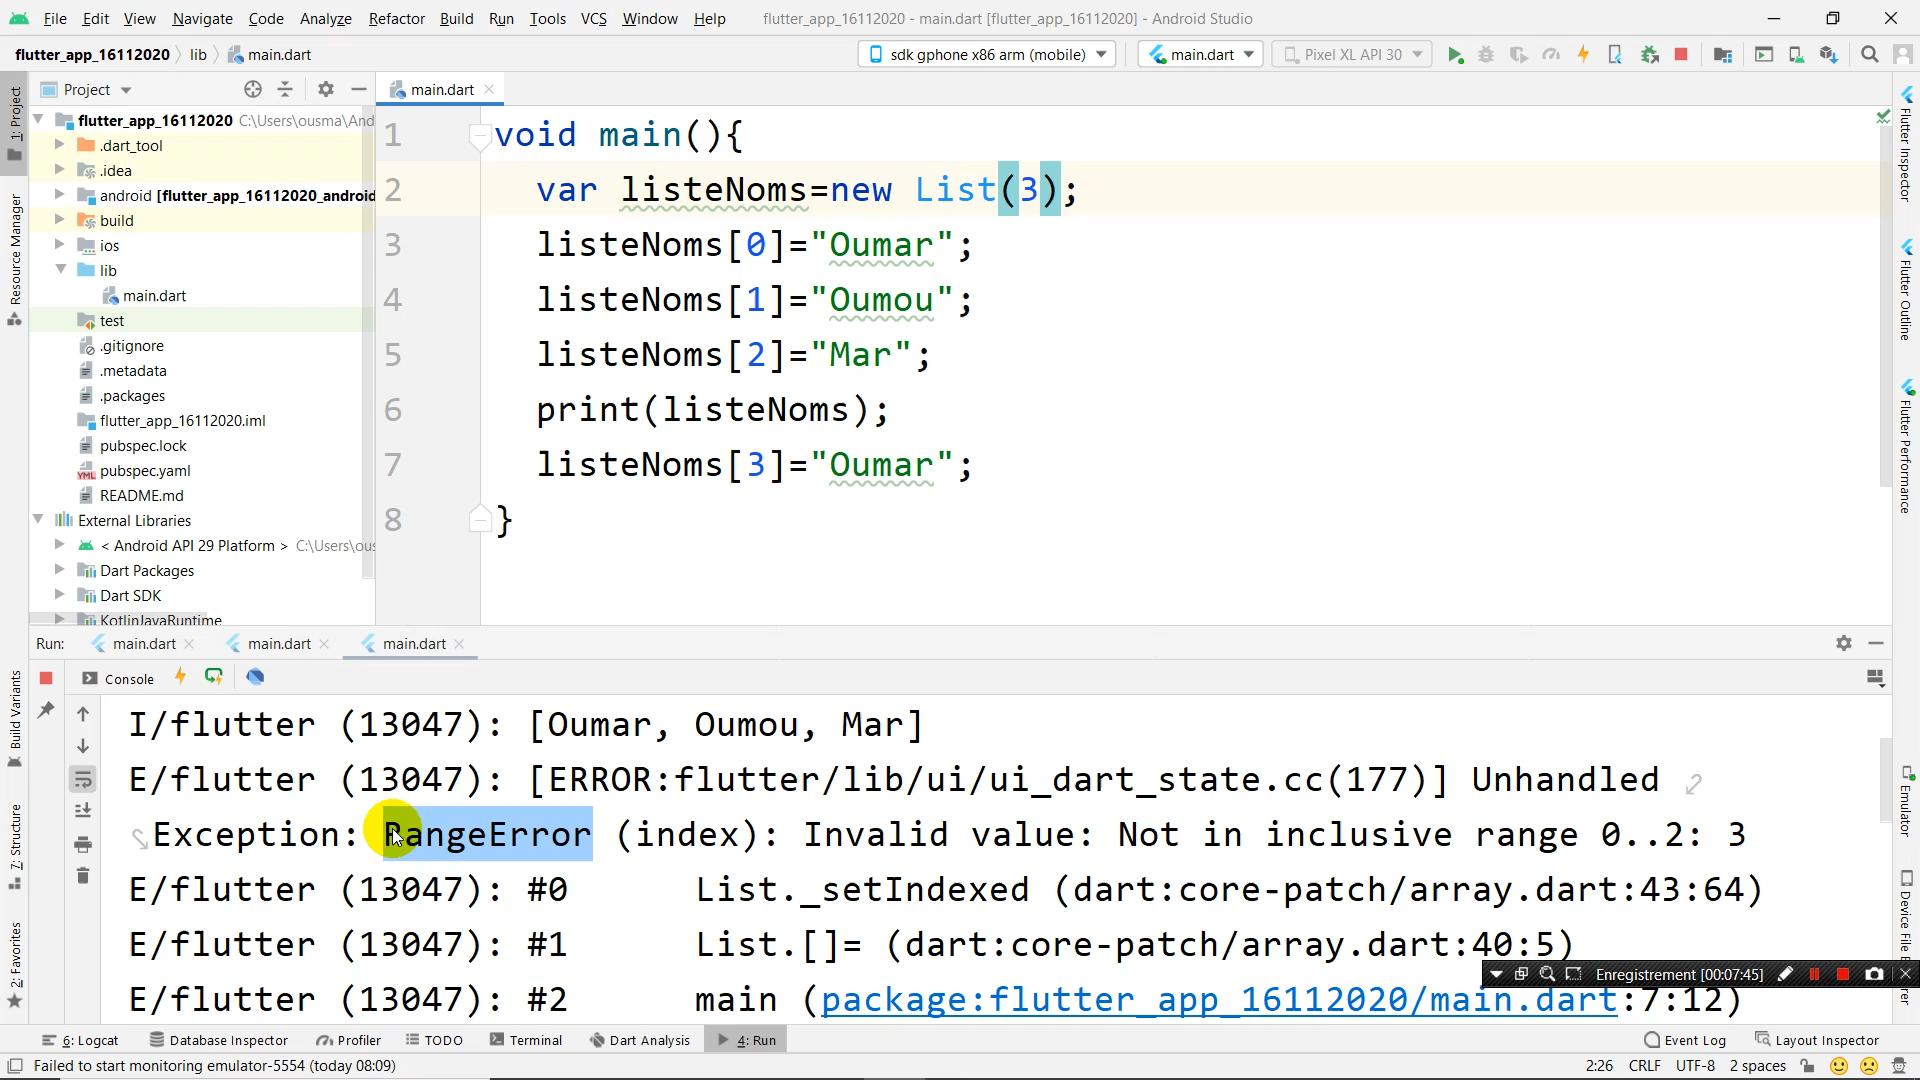 File Edit View Navigate Code Analyze Refactor Build Run Tools VCS Window Help flutter_app_16112020 - main.dart [flutter_app_16112020] - Android Studio
flutter_app_16112020 lib main.dart sdk gphone x86 arm (mobile) main.dart Pixel XL API 30
Project
main.dart
flutter_app_16112020 C:\Users\ousma\And
.dart_tool
.idea
android [flutter_app_16112020_android
build
ios
lib
main.dart
test
.gitignore
.metadata
.packages
flutter_app_16112020.iml
pubspec.lock
pubspec.yaml
README.md
External Libraries
< Android API 29 Platform > C:\Users\ous
Dart Packages
Dart SDK
KotlinJavaRuntime
1 void main(){
2 var listeNoms=new List(3);
3 listeNoms[0]="Oumar";
4 listeNoms[1]="Oumou";
5 listeNoms[2]="Mar";
6 print(listeNoms);
7 listeNoms[3]="Oumar";
8 }
1: Project
Resource Manager
Build Variants
7: Structure
2: Favorites
Flutter Inspector
Flutter Outline
Flutter Performance
Emulator
Run: main.dart main.dart main.dart
Console
I/flutter (13047): [Oumar, Oumou, Mar]
E/flutter (13047): [ERROR:flutter/lib/ui/ui_dart_state.cc(177)] Unhandled
Exception: RangeError (index): Invalid value: Not in inclusive range 0..2: 3
E/flutter (13047): #0 List._setIndexed (dart:core-patch/array.dart:43:64)
E/flutter (13047): #1 List.[]= (dart:core-patch/array.dart:40:5)
E/flutter (13047): #2 main (package:flutter_app_16112020/main.dart:7:12)
Enregistrement [00:07:45]
6: Logcat Database Inspector Profiler TODO Terminal Dart Analysis 4: Run Event Log Layout Inspector
Failed to start monitoring emulator-5554 (today 08:09) 2:26 CRLF UTF-8 2 spaces